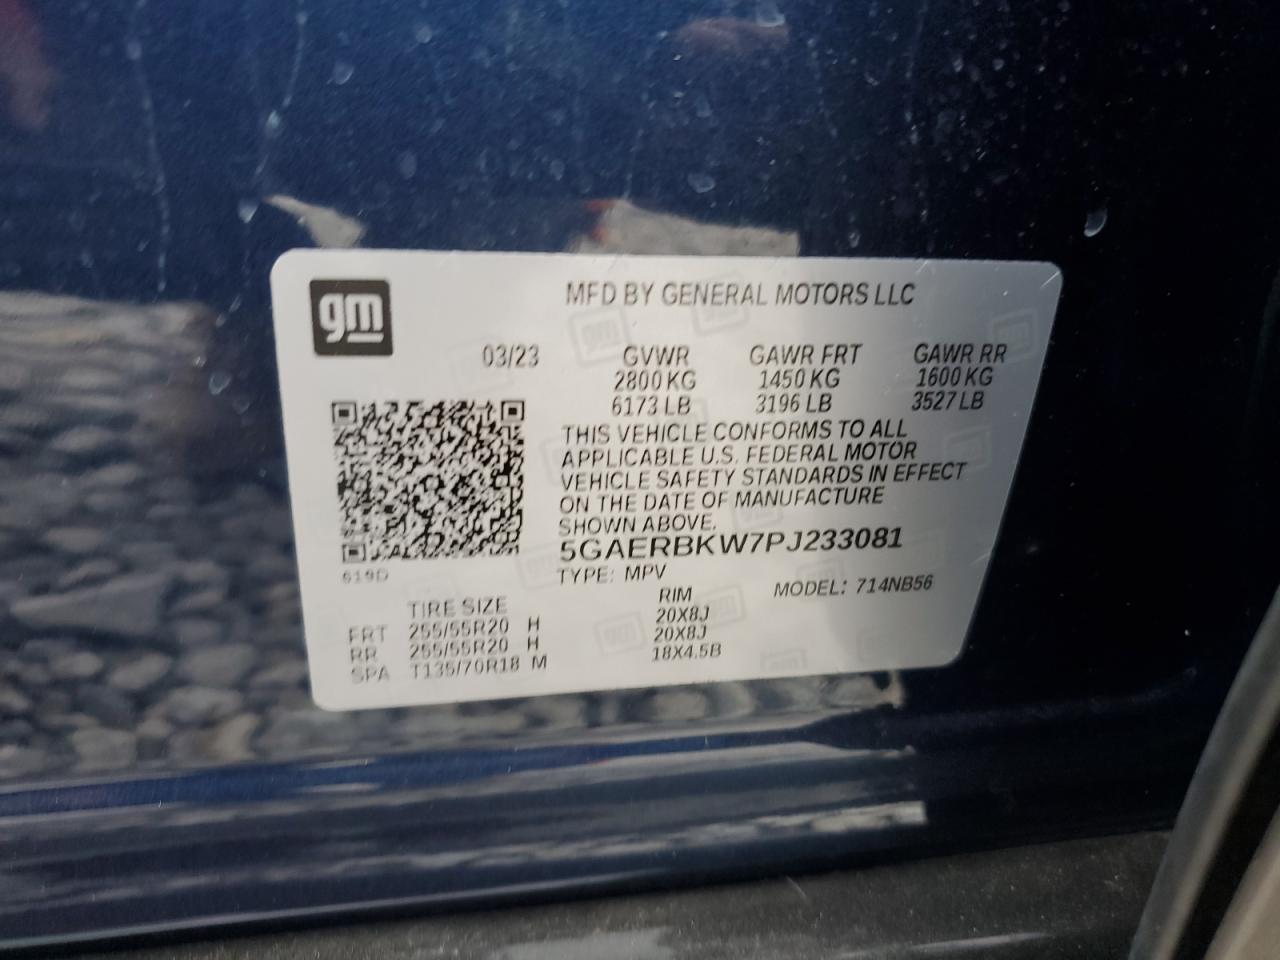 gm
MFD BY GENERAL MOTORS LLC
03/23 GVWR GAWR FRT GAWR RR
2800 KG 1450 KG 1600 KG
6173 LB 3196 LB 3527 LB
THIS VEHICLE CONFORMS TO ALL
APPLICABLE U.S. FEDERAL MOTOR
VEHICLE SAFETY STANDARDS IN EFFECT
ON THE DATE OF MANUFACTURE
SHOWN ABOVE.
5GAERBKW7PJ233081
619D
TYPE: MPV MODEL: 714NB56
TIRE SIZE RIM
FRT 255/55R20 H 20X8J
RR 255/55R20 H 20X8J
SPA T135/70R18 M 18X4.5B